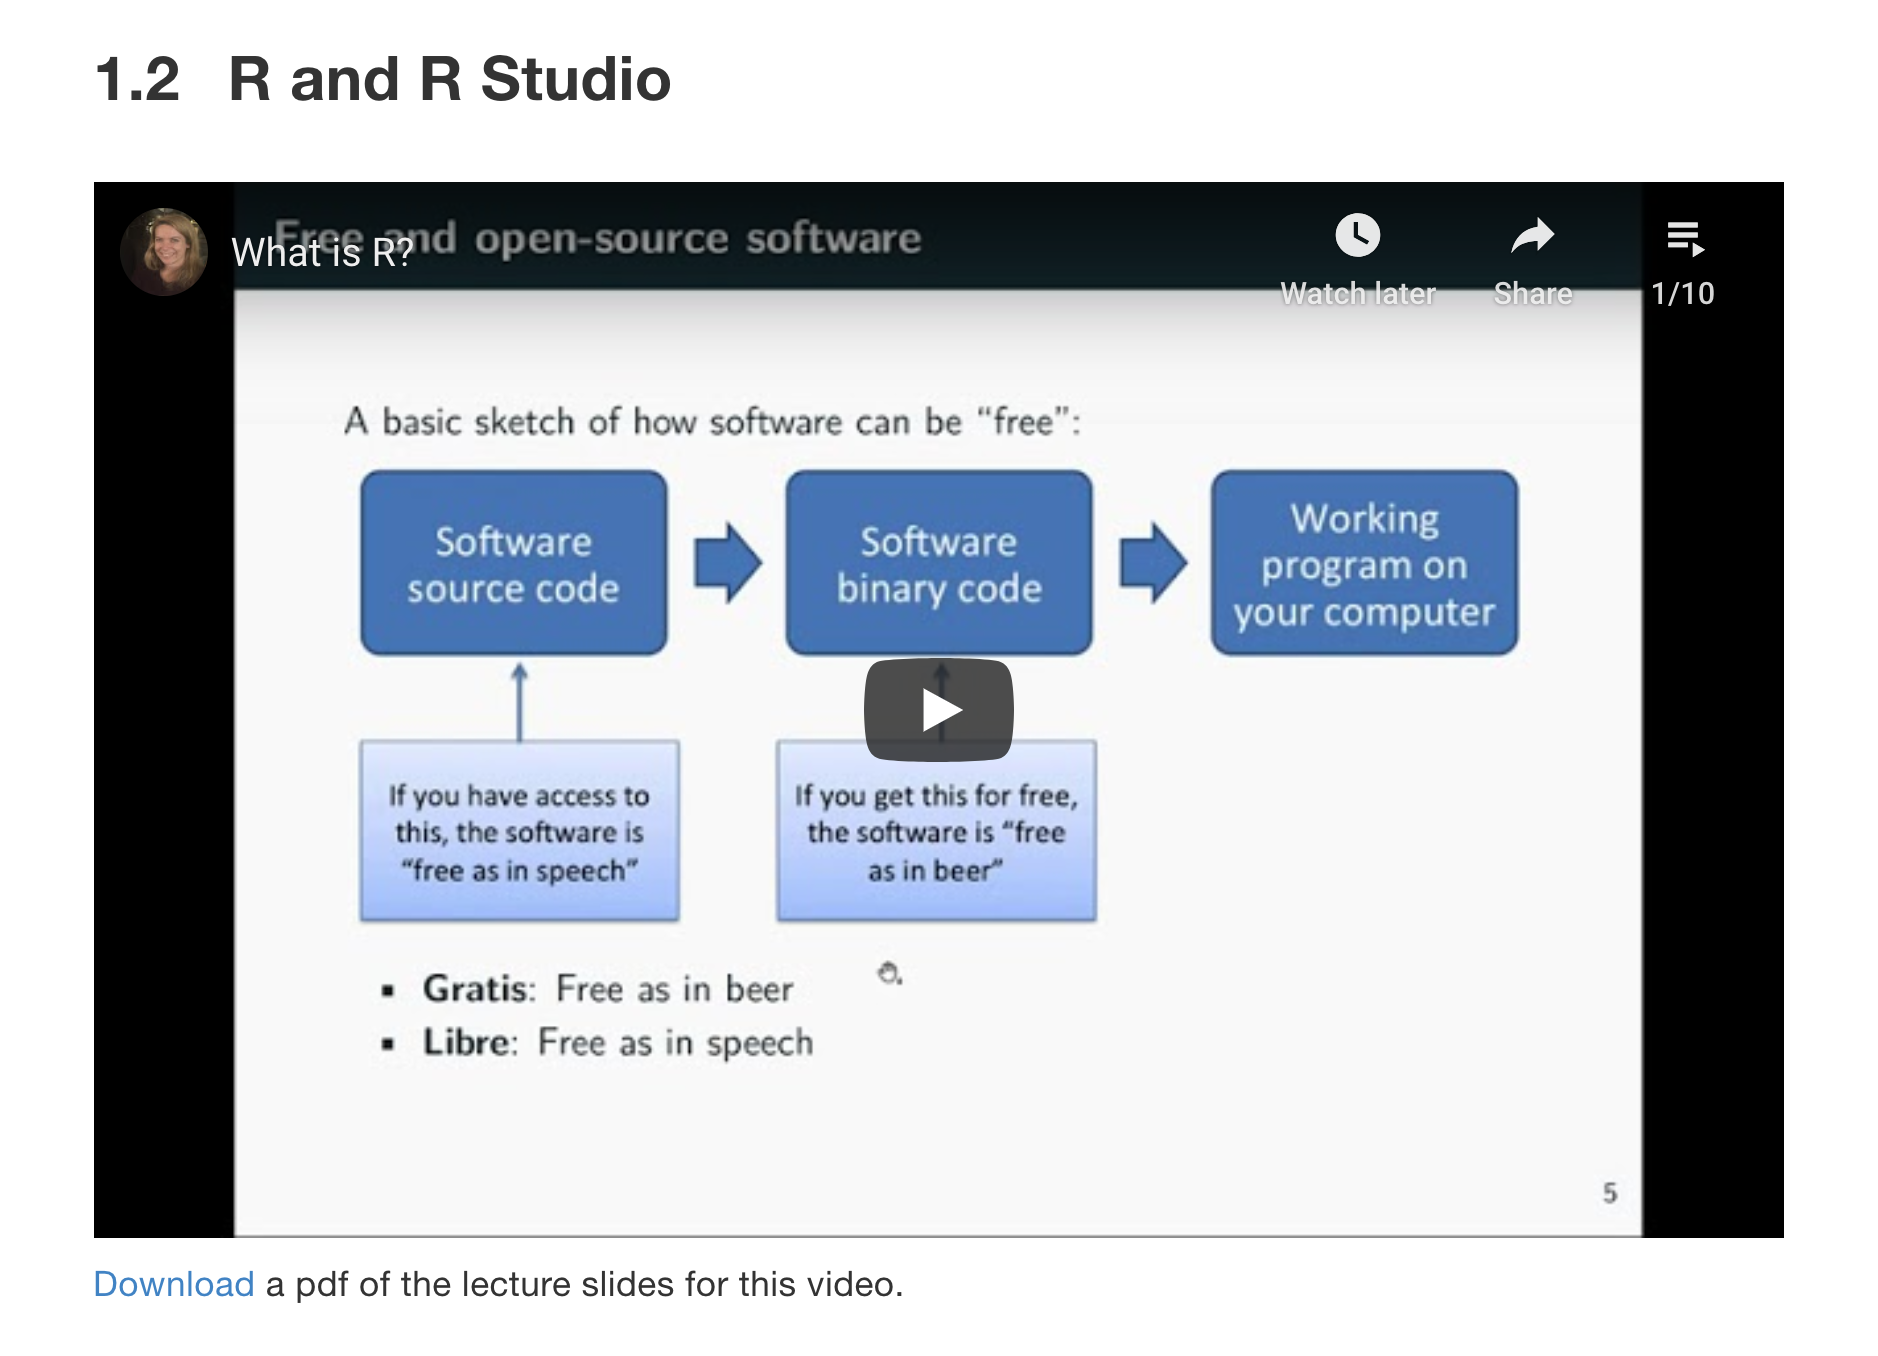 1.2 R and R Studio
Free and open-source software
What is R?
Watch later
Share
1/10
A basic sketch of how software can be “free”:
Software
source code
Software
binary code
Working
program on
your computer
If you have access to
this, the software is
“free as in speech”
If you get this for free,
the software is “free
as in beer”
▪ Gratis: Free as in beer
▪ Libre: Free as in speech
5
Download a pdf of the lecture slides for this video.